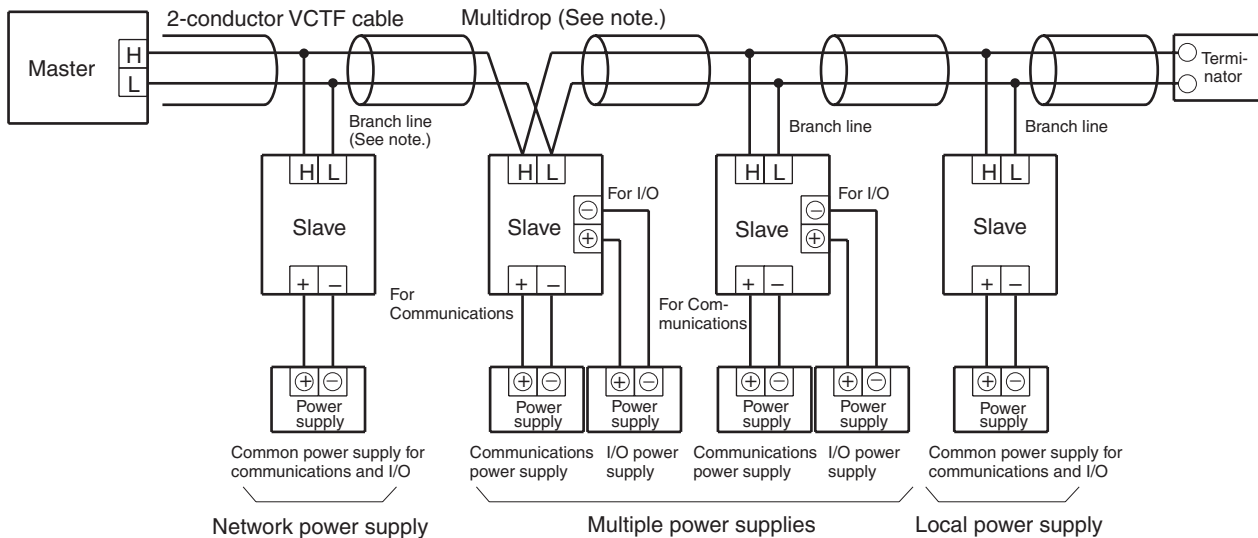 2-conductor VCTF cable
Multidrop (See note.)
Master
H
L
Termi-
nator
Branch line
(See note.)
Branch line
Branch line
H L
H L
H L
H L
Slave
Slave
Slave
Slave
For I/O
For I/O
⊖
⊕
⊖
⊕
+ −
+ −
+ −
+ −
For
Communications
For Com-
munications
⊕ ⊖
⊕ ⊖
⊕ ⊖
⊕ ⊖
⊕ ⊖
⊕ ⊖
Power
supply
Power
supply
Power
supply
Power
supply
Power
supply
Power
supply
Common power supply for
communications and I/O
Communications
power supply
I/O power
supply
Communications
power supply
I/O power
supply
Common power supply for
communications and I/O
Network power supply
Multiple power supplies
Local power supply